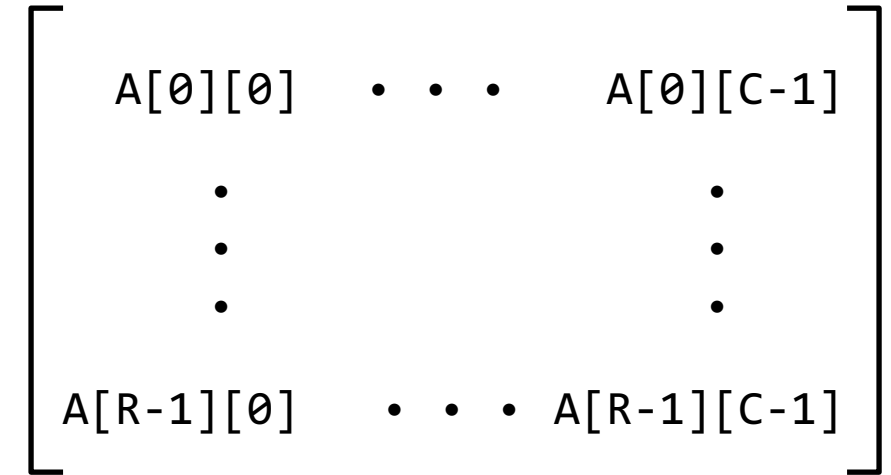 A[0][0] • • • A[0][C-1]
• •
• •
• •
A[R-1][0] • • • A[R-1][C-1]